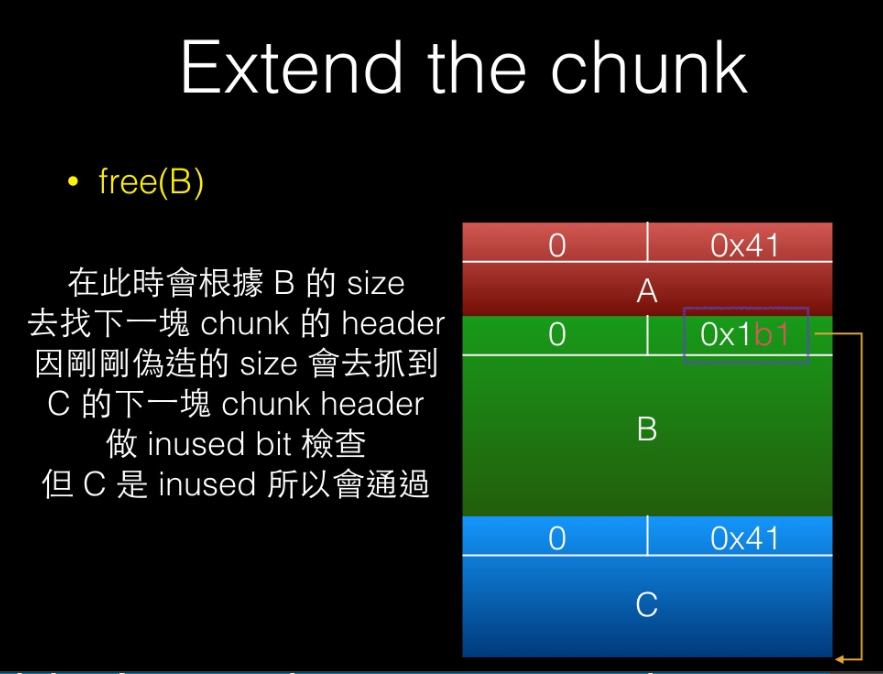 Extend the chunk
• free(B)
在此時會根據 B 的 size
去找下一塊 chunk 的 header
因剛剛偽造的 size 會去抓到
C 的下一塊 chunk header
做 inused bit 檢查
但 C 是 inused 所以會通過
0 0x41
A
0 0x1b1
B
0 0x41
C